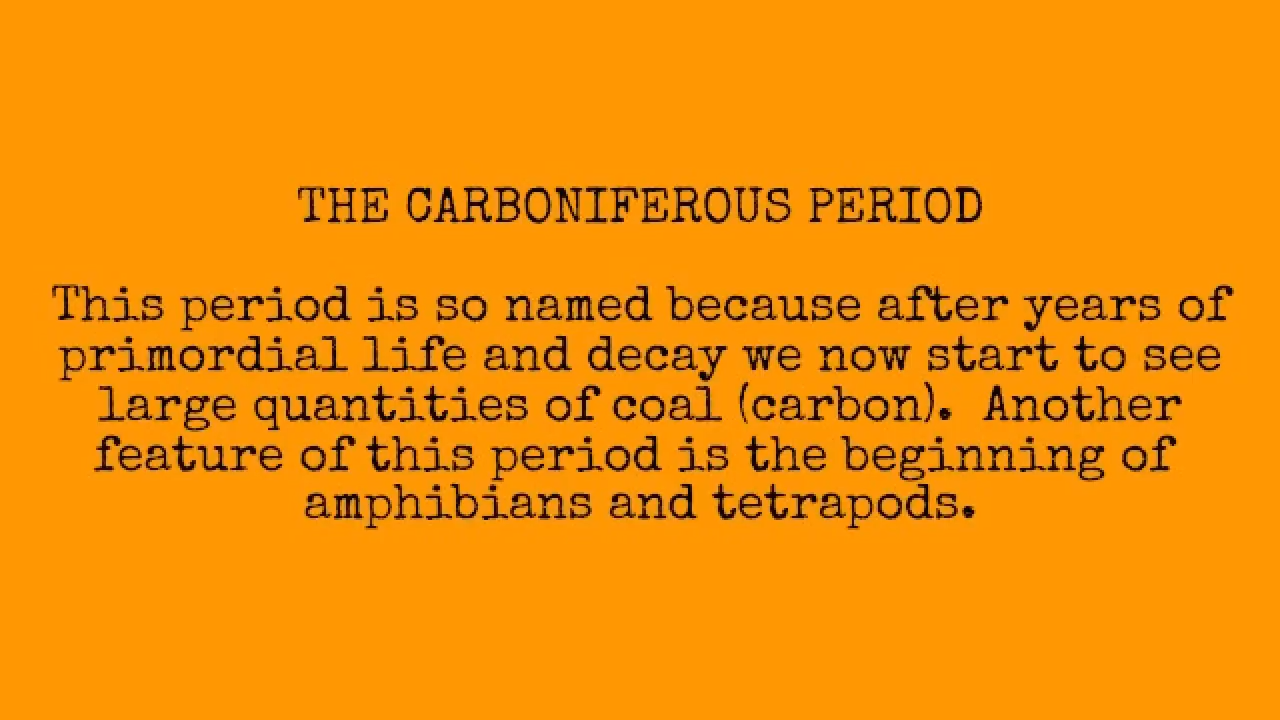 THE CARBONIFEROUS PERIOD
This period is so named because after years of
primordial life and decay we now start to see
large quantities of coal (carbon).  Another
feature of this period is the beginning of
amphibians and tetrapods.